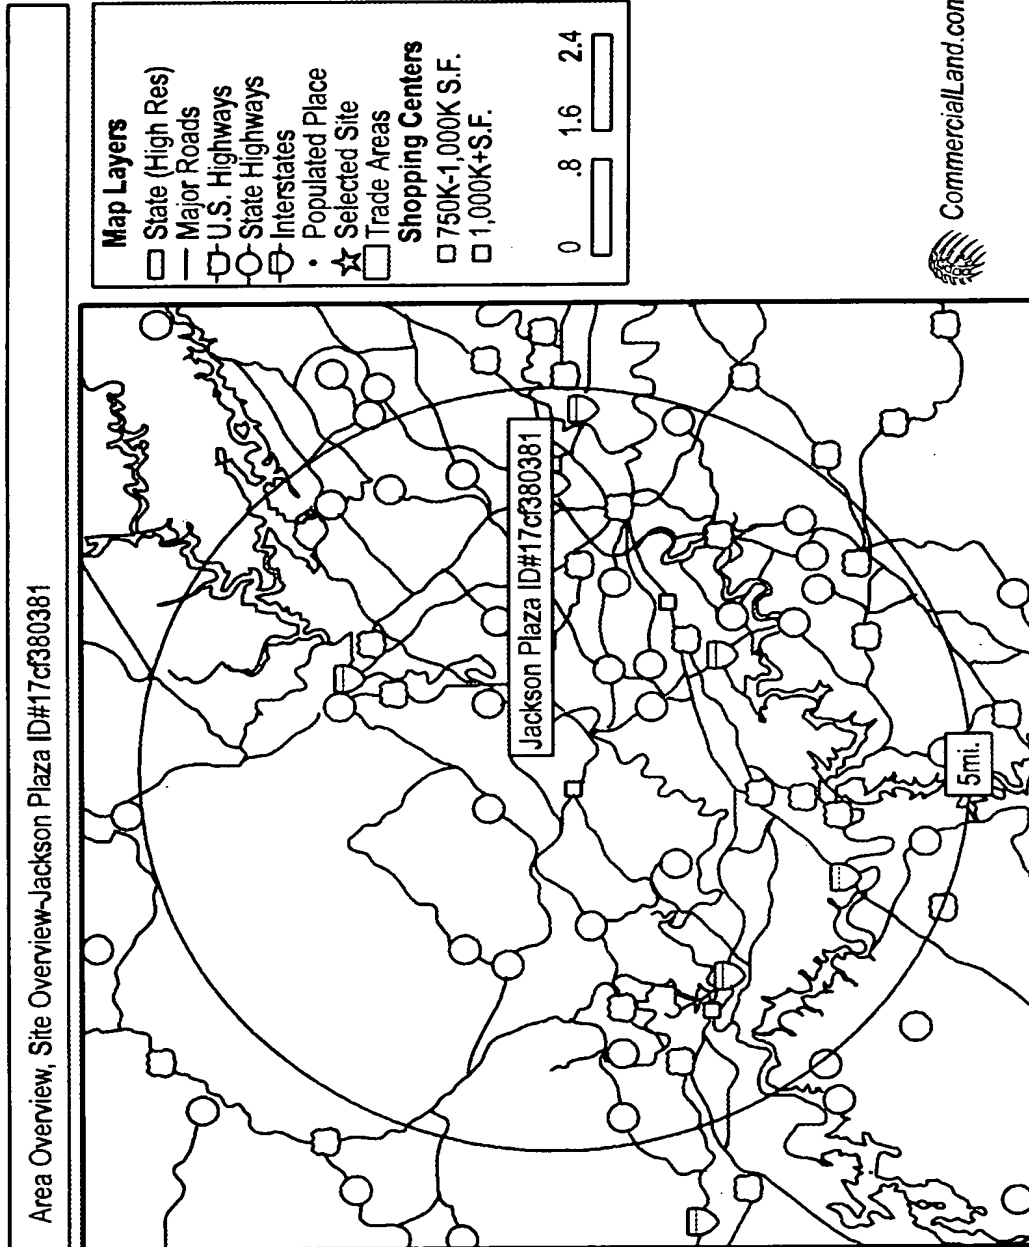 Area Overview, Site Overview-Jackson Plaza ID#17cf380381
Jackson Plaza ID#17cf380381
5mi.
Map Layers
State (High Res)
Major Roads
U.S. Highways
State Highways
Interstates
Populated Place
Selected Site
Trade Areas
Shopping Centers
750K-1,000K S.F.
1,000K+S.F.
0 .8 1.6 2.4
CommercialLand.com